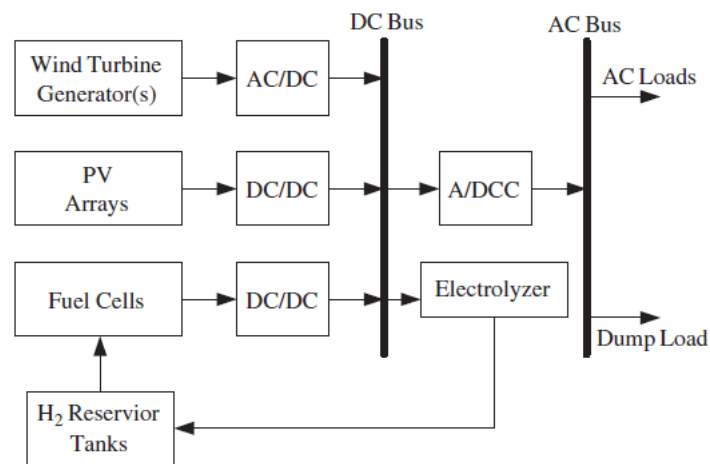 DC Bus
AC Bus
Wind Turbine
Generator(s)
AC/DC
AC Loads
PV
Arrays
DC/DC
A/DCC
Fuel Cells
DC/DC
Electrolyzer
Dump Load
H₂ Reservior
Tanks